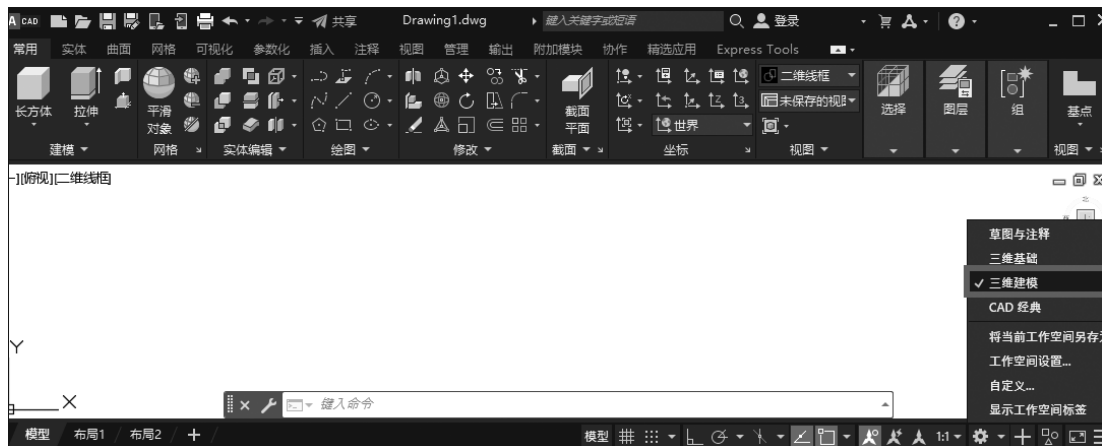 A CAD 共享 Drawing1.dwg 键入关键字或短语 登录
常用 实体 曲面 网格 可视化 参数化 插入 注释 视图 管理 输出 附加模块 协作 精选应用 Express Tools
二维线框
长方体 拉伸 平滑 对象 截面 平面 未保存的视图 选择 图层 组 基点
世界
建模 网格 实体编辑 绘图 修改 截面 坐标 视图 视图
-][俯视][二维线框]
北
草图与注释
三维基础
三维建模
CAD 经典
将当前工作空间另存为
Y
工作空间设置...
自定义...
X
键入命令
显示工作空间标签
模型 布局1 布局2 + 模型 1:1